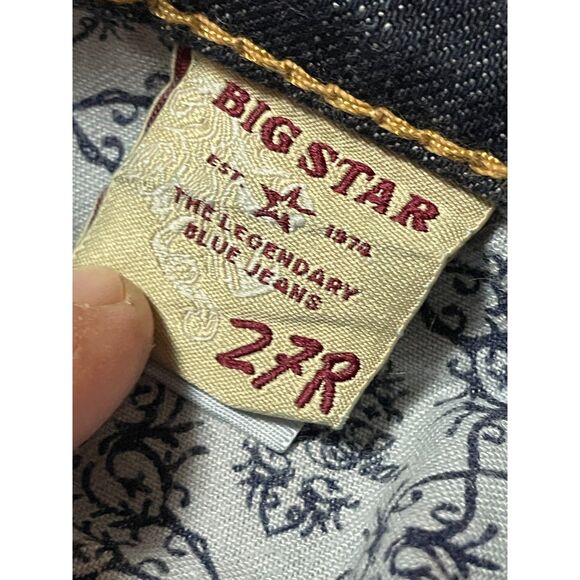 BIG STAR
EST. 1974
THE LEGENDARY
BLUE JEANS
27R